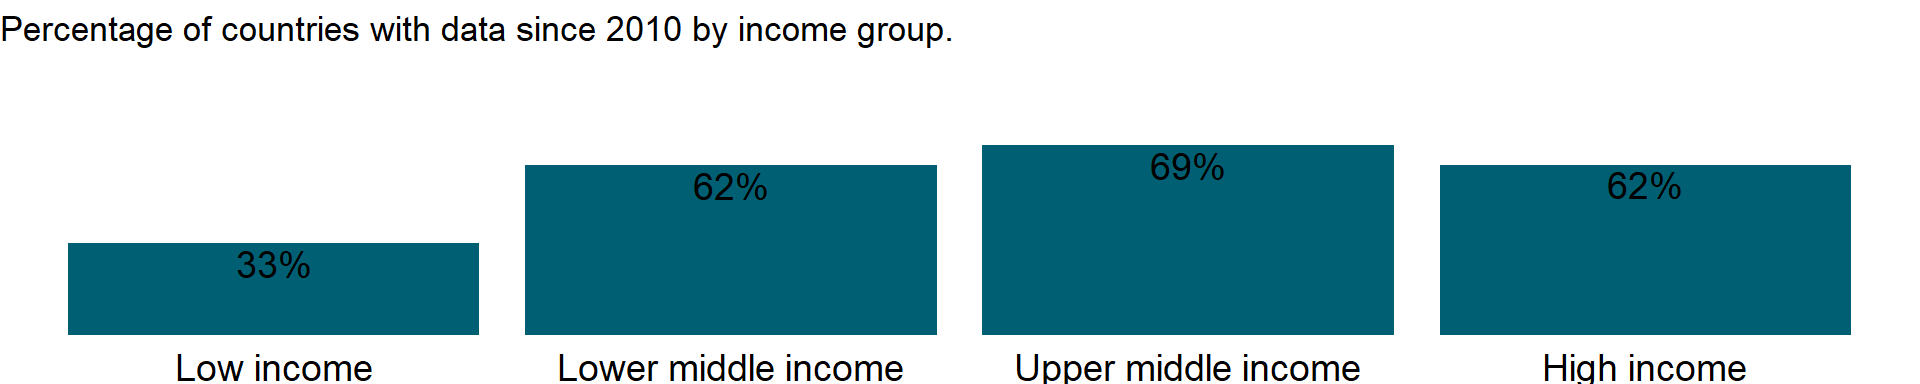 Percentage of countries with data since 2010 by income group.
33%
62%
69%
62%
Low income
Lower middle income
Upper middle income
High income